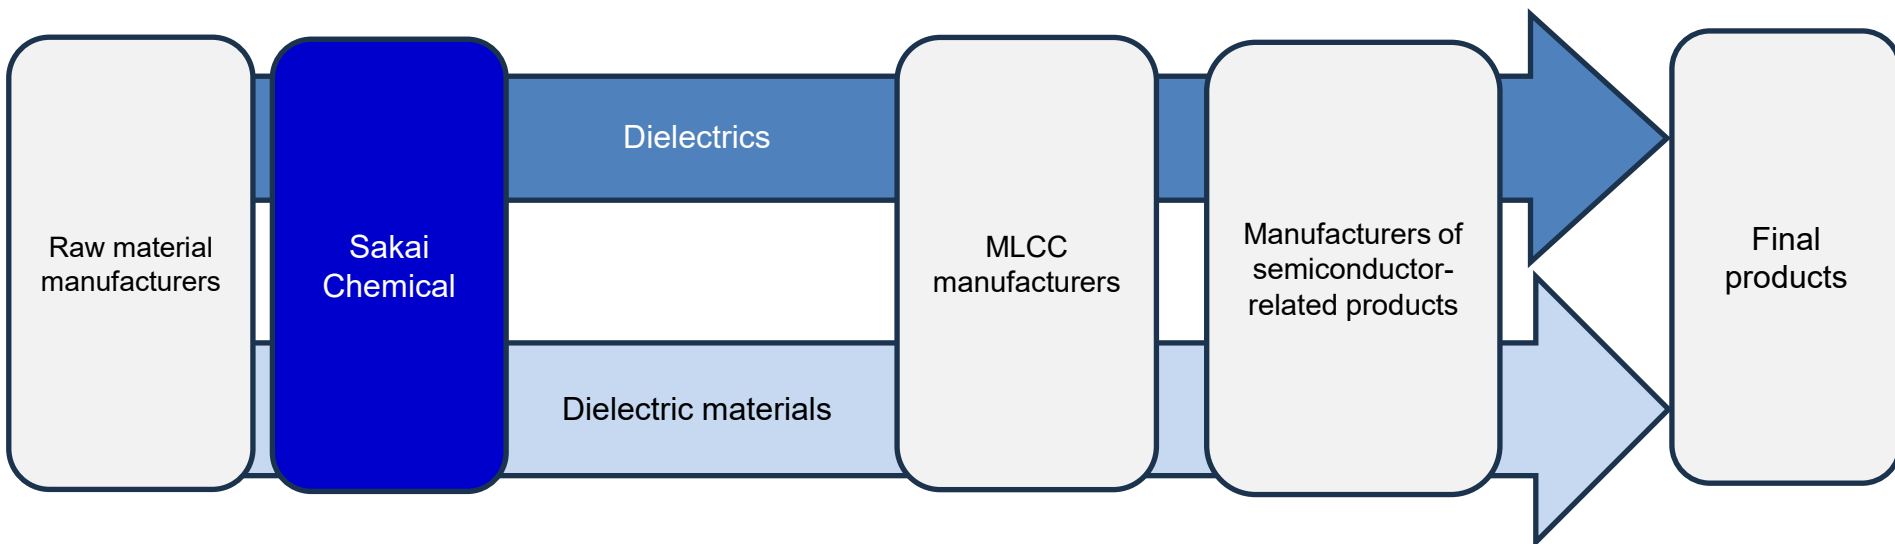 Raw material
manufacturers
Sakai
Chemical
Dielectrics
Dielectric materials
MLCC
manufacturers
Manufacturers of
semiconductor-
related products
Final
products